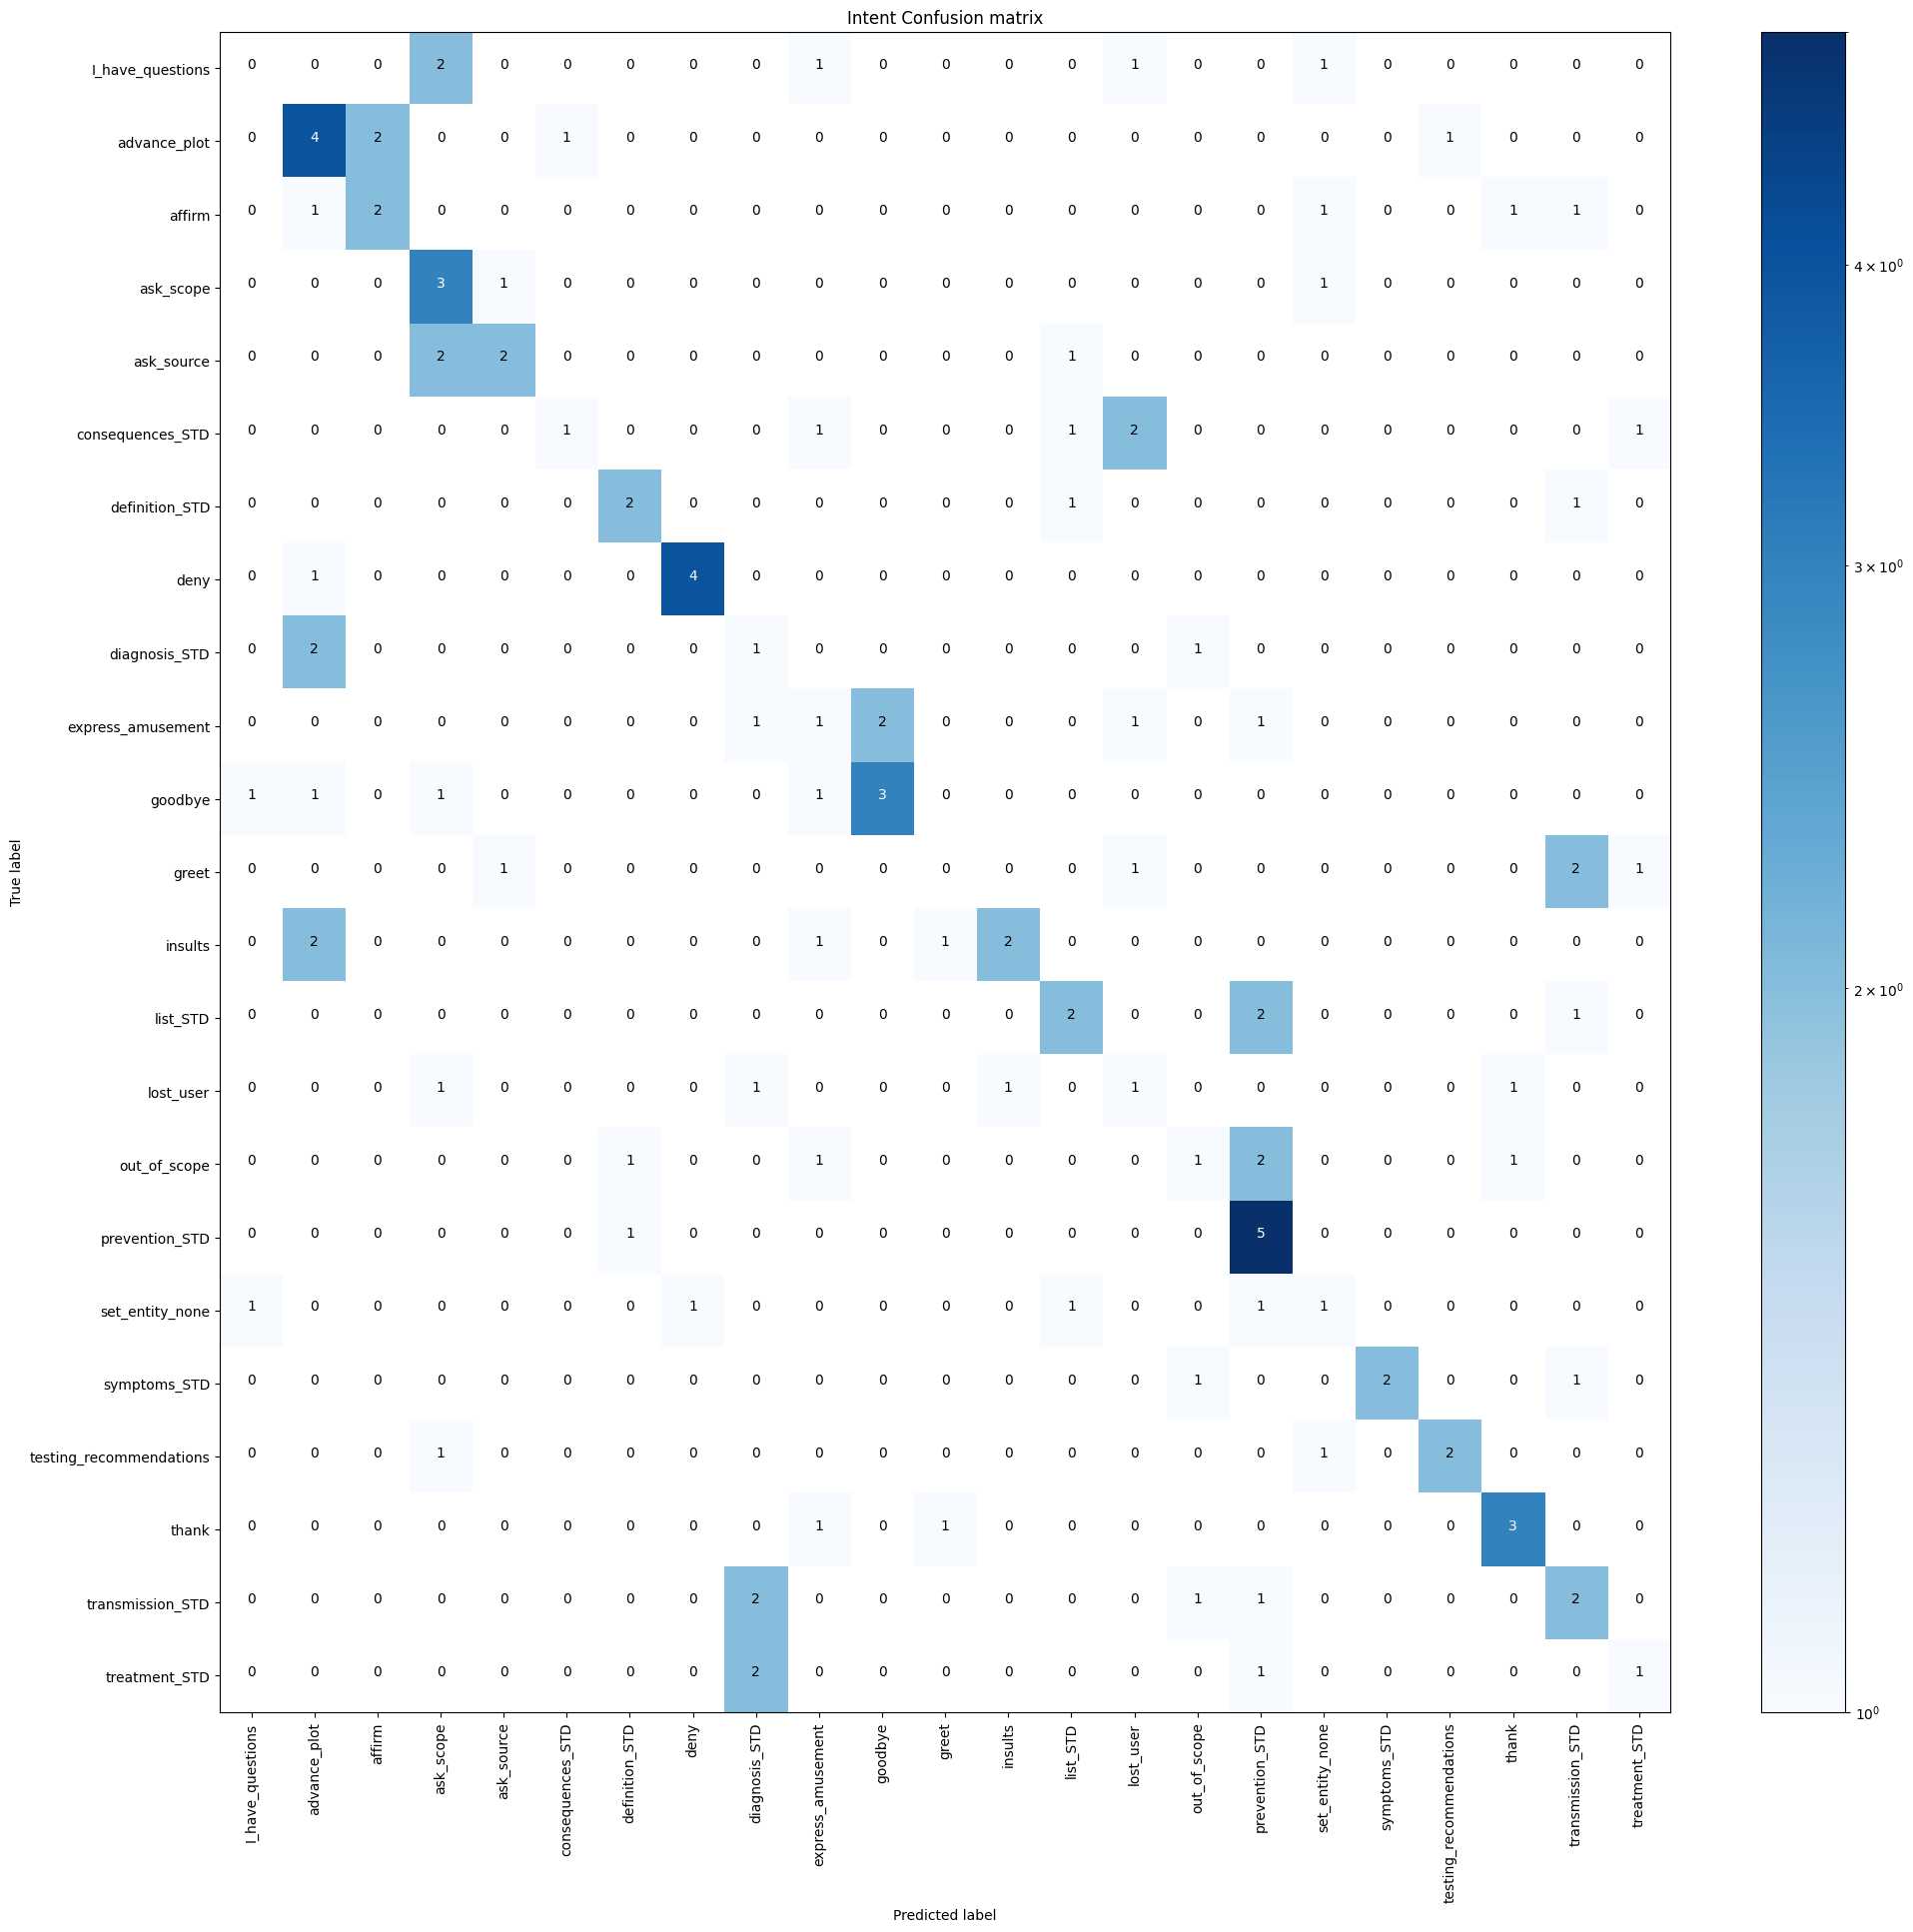 Intent Confusion matrix
I_have_questions 0 0 0 2 0 0 0 0 0 1 0 0 0 0 1 0 0 1 0 0 0 0 0
advance_plot 0 4 2 0 0 1 0 0 0 0 0 0 0 0 0 0 0 0 0 1 0 0 0
affirm 0 1 2 0 0 0 0 0 0 0 0 0 0 0 0 0 0 1 0 0 1 1 0
ask_scope 0 0 0 3 1 0 0 0 0 0 0 0 0 0 0 0 0 1 0 0 0 0 0
ask_source 0 0 0 2 2 0 0 0 0 0 0 0 0 1 0 0 0 0 0 0 0 0 0
consequences_STD 0 0 0 0 0 1 0 0 0 1 0 0 0 1 2 0 0 0 0 0 0 0 1
definition_STD 0 0 0 0 0 0 2 0 0 0 0 0 0 1 0 0 0 0 0 0 0 1 0
deny 0 1 0 0 0 0 0 4 0 0 0 0 0 0 0 0 0 0 0 0 0 0 0
diagnosis_STD 0 2 0 0 0 0 0 0 1 0 0 0 0 0 0 1 0 0 0 0 0 0 0
express_amusement 0 0 0 0 0 0 0 0 1 1 2 0 0 0 1 0 1 0 0 0 0 0 0
goodbye 1 1 0 1 0 0 0 0 0 1 3 0 0 0 0 0 0 0 0 0 0 0 0
greet 0 0 0 0 1 0 0 0 0 0 0 0 0 0 1 0 0 0 0 0 0 2 1
insults 0 2 0 0 0 0 0 0 0 1 0 1 2 0 0 0 0 0 0 0 0 0 0
list_STD 0 0 0 0 0 0 0 0 0 0 0 0 0 2 0 0 2 0 0 0 0 1 0
lost_user 0 0 0 1 0 0 0 0 1 0 0 0 1 0 1 0 0 0 0 0 1 0 0
out_of_scope 0 0 0 0 0 0 1 0 0 1 0 0 0 0 0 1 2 0 0 0 1 0 0
prevention_STD 0 0 0 0 0 0 1 0 0 0 0 0 0 0 0 0 5 0 0 0 0 0 0
set_entity_none 1 0 0 0 0 0 0 1 0 0 0 0 0 1 0 0 1 1 0 0 0 0 0
symptoms_STD 0 0 0 0 0 0 0 0 0 0 0 0 0 0 0 1 0 0 2 0 0 1 0
testing_recommendations 0 0 0 1 0 0 0 0 0 0 0 0 0 0 0 0 0 1 0 2 0 0 0
thank 0 0 0 0 0 0 0 0 0 1 0 1 0 0 0 0 0 0 0 0 3 0 0
transmission_STD 0 0 0 0 0 0 0 0 2 0 0 0 0 0 0 1 1 0 0 0 0 2 0
treatment_STD 0 0 0 0 0 0 0 0 2 0 0 0 0 0 0 0 1 0 0 0 0 0 1
True label
I_have_questions
advance_plot
affirm
ask_scope
ask_source
consequences_STD
definition_STD
deny
diagnosis_STD
express_amusement
goodbye
greet
insults
list_STD
lost_user
out_of_scope
prevention_STD
set_entity_none
symptoms_STD
testing_recommendations
thank
transmission_STD
treatment_STD
Predicted label
4 × 10⁰
3 × 10⁰
2 × 10⁰
10⁰